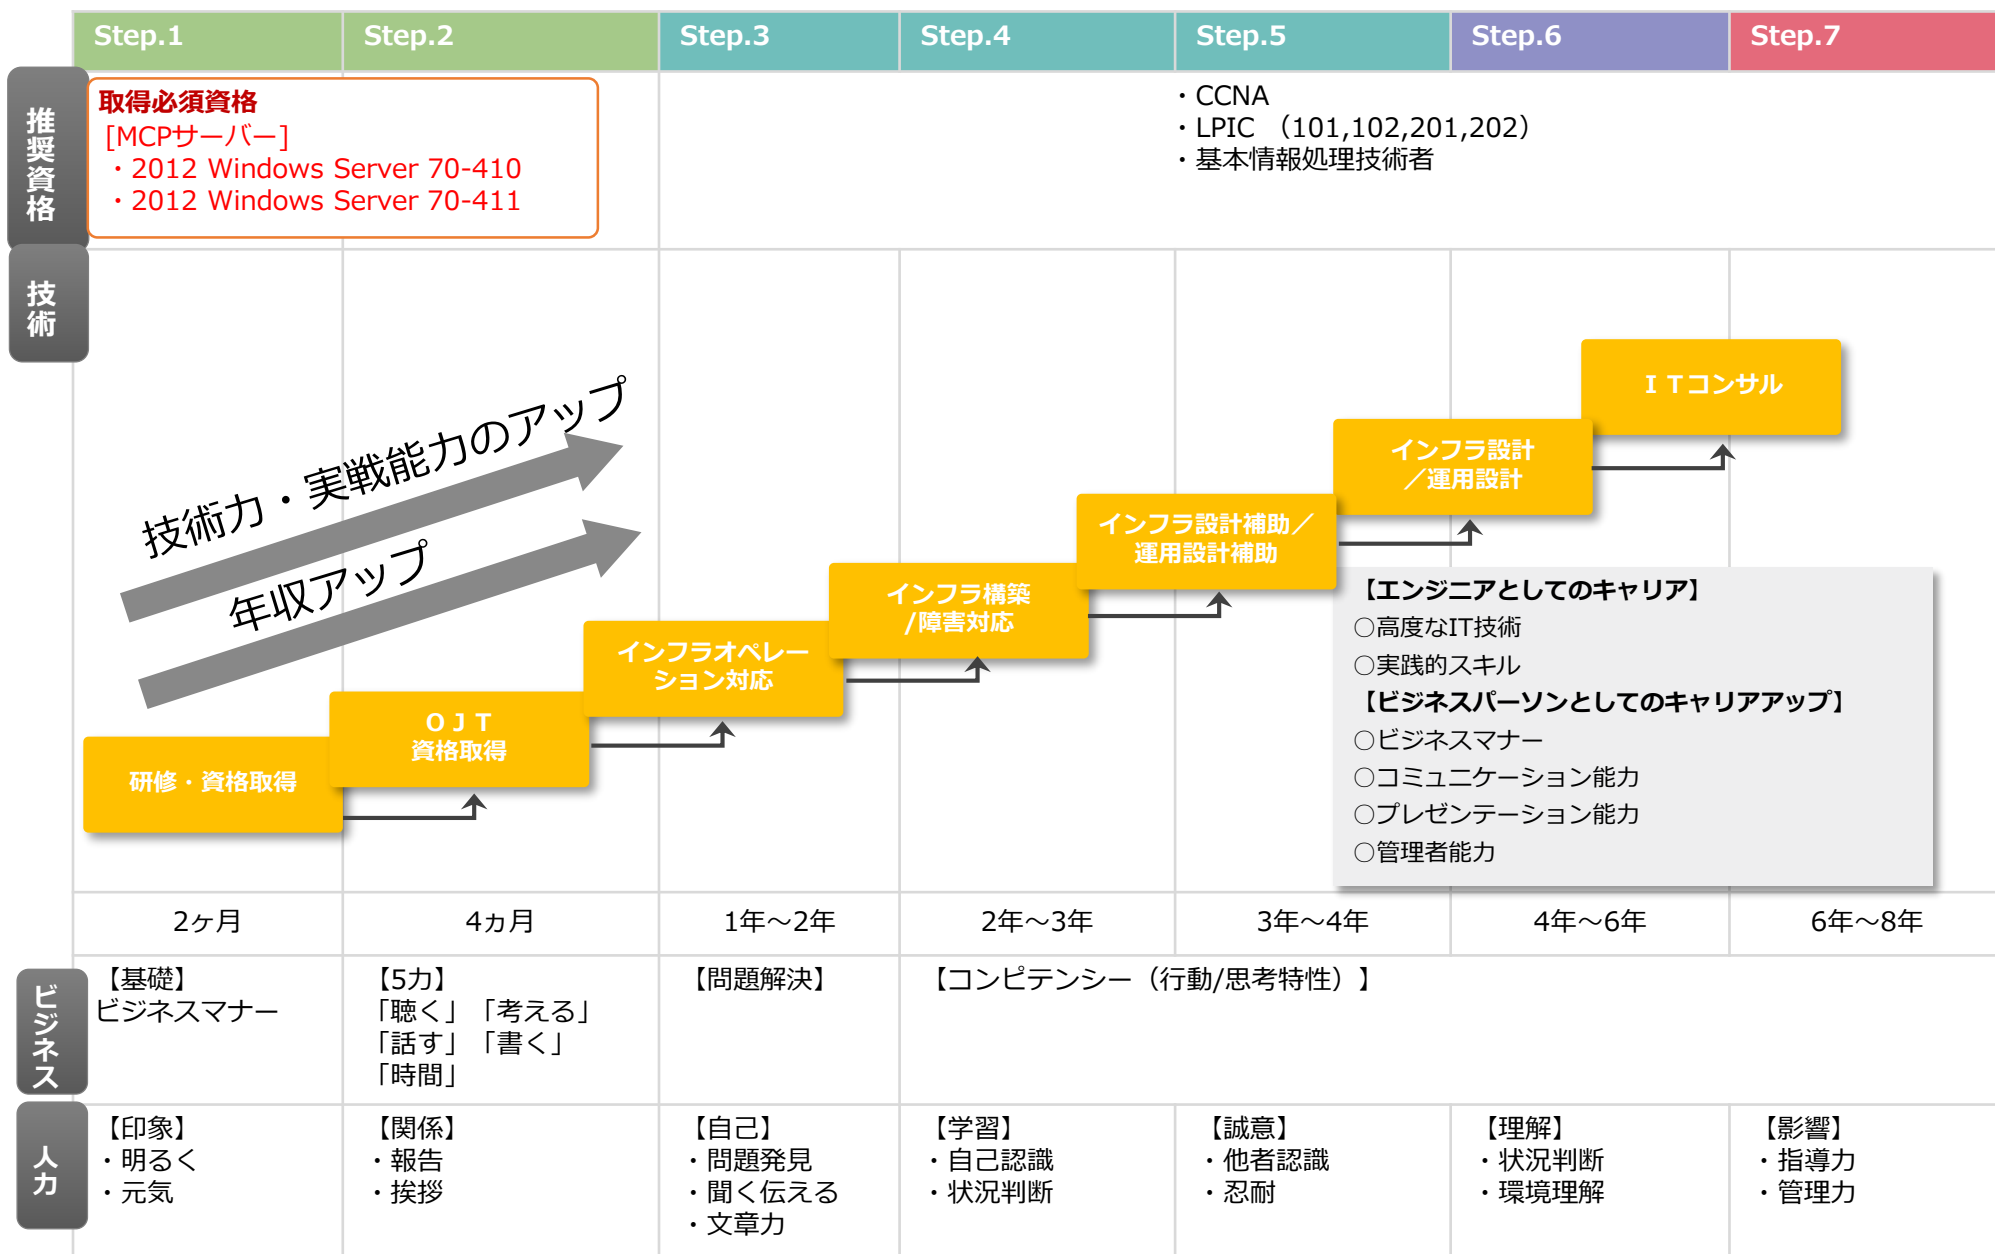 Step.1
Step.2
Step.3
Step.4
Step.5
Step.6
Step.7
推奨資格
取得必須資格
[MCPサーバー]
・2012 Windows Server 70-410
・2012 Windows Server 70-411
・CCNA
・LPIC （101,102,201,202）
・基本情報処理技術者
技術
技術力・実戦能力のアップ
年収アップ
研修・資格取得
ＯＪＴ
資格取得
インフラオペレー
ション対応
インフラ構築
/障害対応
インフラ設計補助／
運用設計補助
インフラ設計
／運用設計
ＩＴコンサル
【エンジニアとしてのキャリア】
○高度なIT技術
○実践的スキル
【ビジネスパーソンとしてのキャリアアップ】
○ビジネスマナー
○コミュニケーション能力
○プレゼンテーション能力
○管理者能力
2ヶ月
4ヵ月
1年～2年
2年～3年
3年～4年
4年～6年
6年～8年
ビジネス
【基礎】
ビジネスマナー
【5力】
「聴く」「考える」
「話す」「書く」
「時間」
【問題解決】
【コンピテンシー（行動/思考特性）】
人力
【印象】
・明るく
・元気
【関係】
・報告
・挨拶
【自己】
・問題発見
・聞く伝える
・文章力
【学習】
・自己認識
・状況判断
【誠意】
・他者認識
・忍耐
【理解】
・状況判断
・環境理解
【影響】
・指導力
・管理力